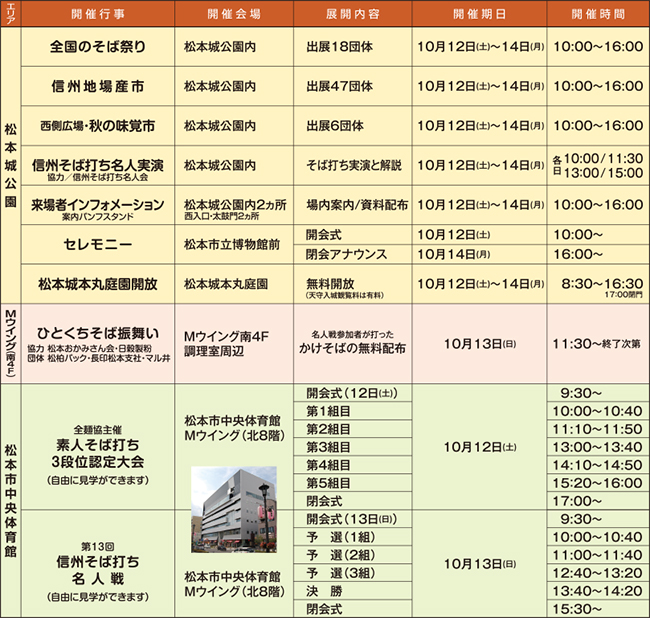 エリア 開催行事 開催会場 展開内容 開催期日 開催時間
松本城公園
全国のそば祭り 松本城公園内 出展18団体 10月12日(土)〜14日(月) 10:00〜16:00
信州地場産市 松本城公園内 出展47団体 10月12日(土)〜14日(月) 10:00〜16:00
西側広場・秋の味覚市 松本城公園内 出展6団体 10月12日(土)〜14日(月) 10:00〜16:00
信州そば打ち名人実演 松本城公園内 そば打ち実演と解説 10月12日(土)〜14日(月) 各日 10:00/11:30
協力／信州そば打ち名人会 13:00/15:00
来場者インフォメーション 松本城公園内2ヵ所 場内案内/資料配布 10月12日(土)〜14日(月) 10:00〜16:00
案内パンフスタンド 西入口・太鼓門2ヵ所
セレモニー 松本市立博物館前 開会式 10月12日(土) 10:00〜
閉会アナウンス 10月14日(月) 16:00〜
松本城本丸庭園開放 松本城本丸庭園 無料開放 10月12日(土)〜14日(月) 8:30〜16:30
(天守入城観覧料は有料) 17:00閉門
Mウイング(南4F)
ひとくちそば振舞い Mウイング南4F 名人戦参加者が打った 10月13日(日) 11:30〜終了次第
協力 松本おかみさん会・日穀製粉 調理室周辺 かけそばの無料配布
団体 松柏パック・長印松本支社・マル井
松本市中央体育館
全麺協主催
素人そば打ち
3段位認定大会
(自由に見学ができます)
松本市中央体育館
Mウイング(北8階)
10月12日(土)
開会式(12日(土) 9:30〜
第1組目 10:00〜10:40
第2組目 11:10〜11:50
第3組目 13:00〜13:40
第4組目 14:10〜14:50
第5組目 15:20〜16:00
閉会式 17:00〜
第13回
信州そば打ち
名人戦
(自由に見学ができます)
松本市中央体育館
Mウイング(北8階)
10月13日(日)
開会式(13日(日) 9:30〜
予選(1組) 10:00〜10:40
予選(2組) 11:00〜11:40
予選(3組) 12:40〜13:20
決勝 13:40〜14:20
閉会式 15:30〜